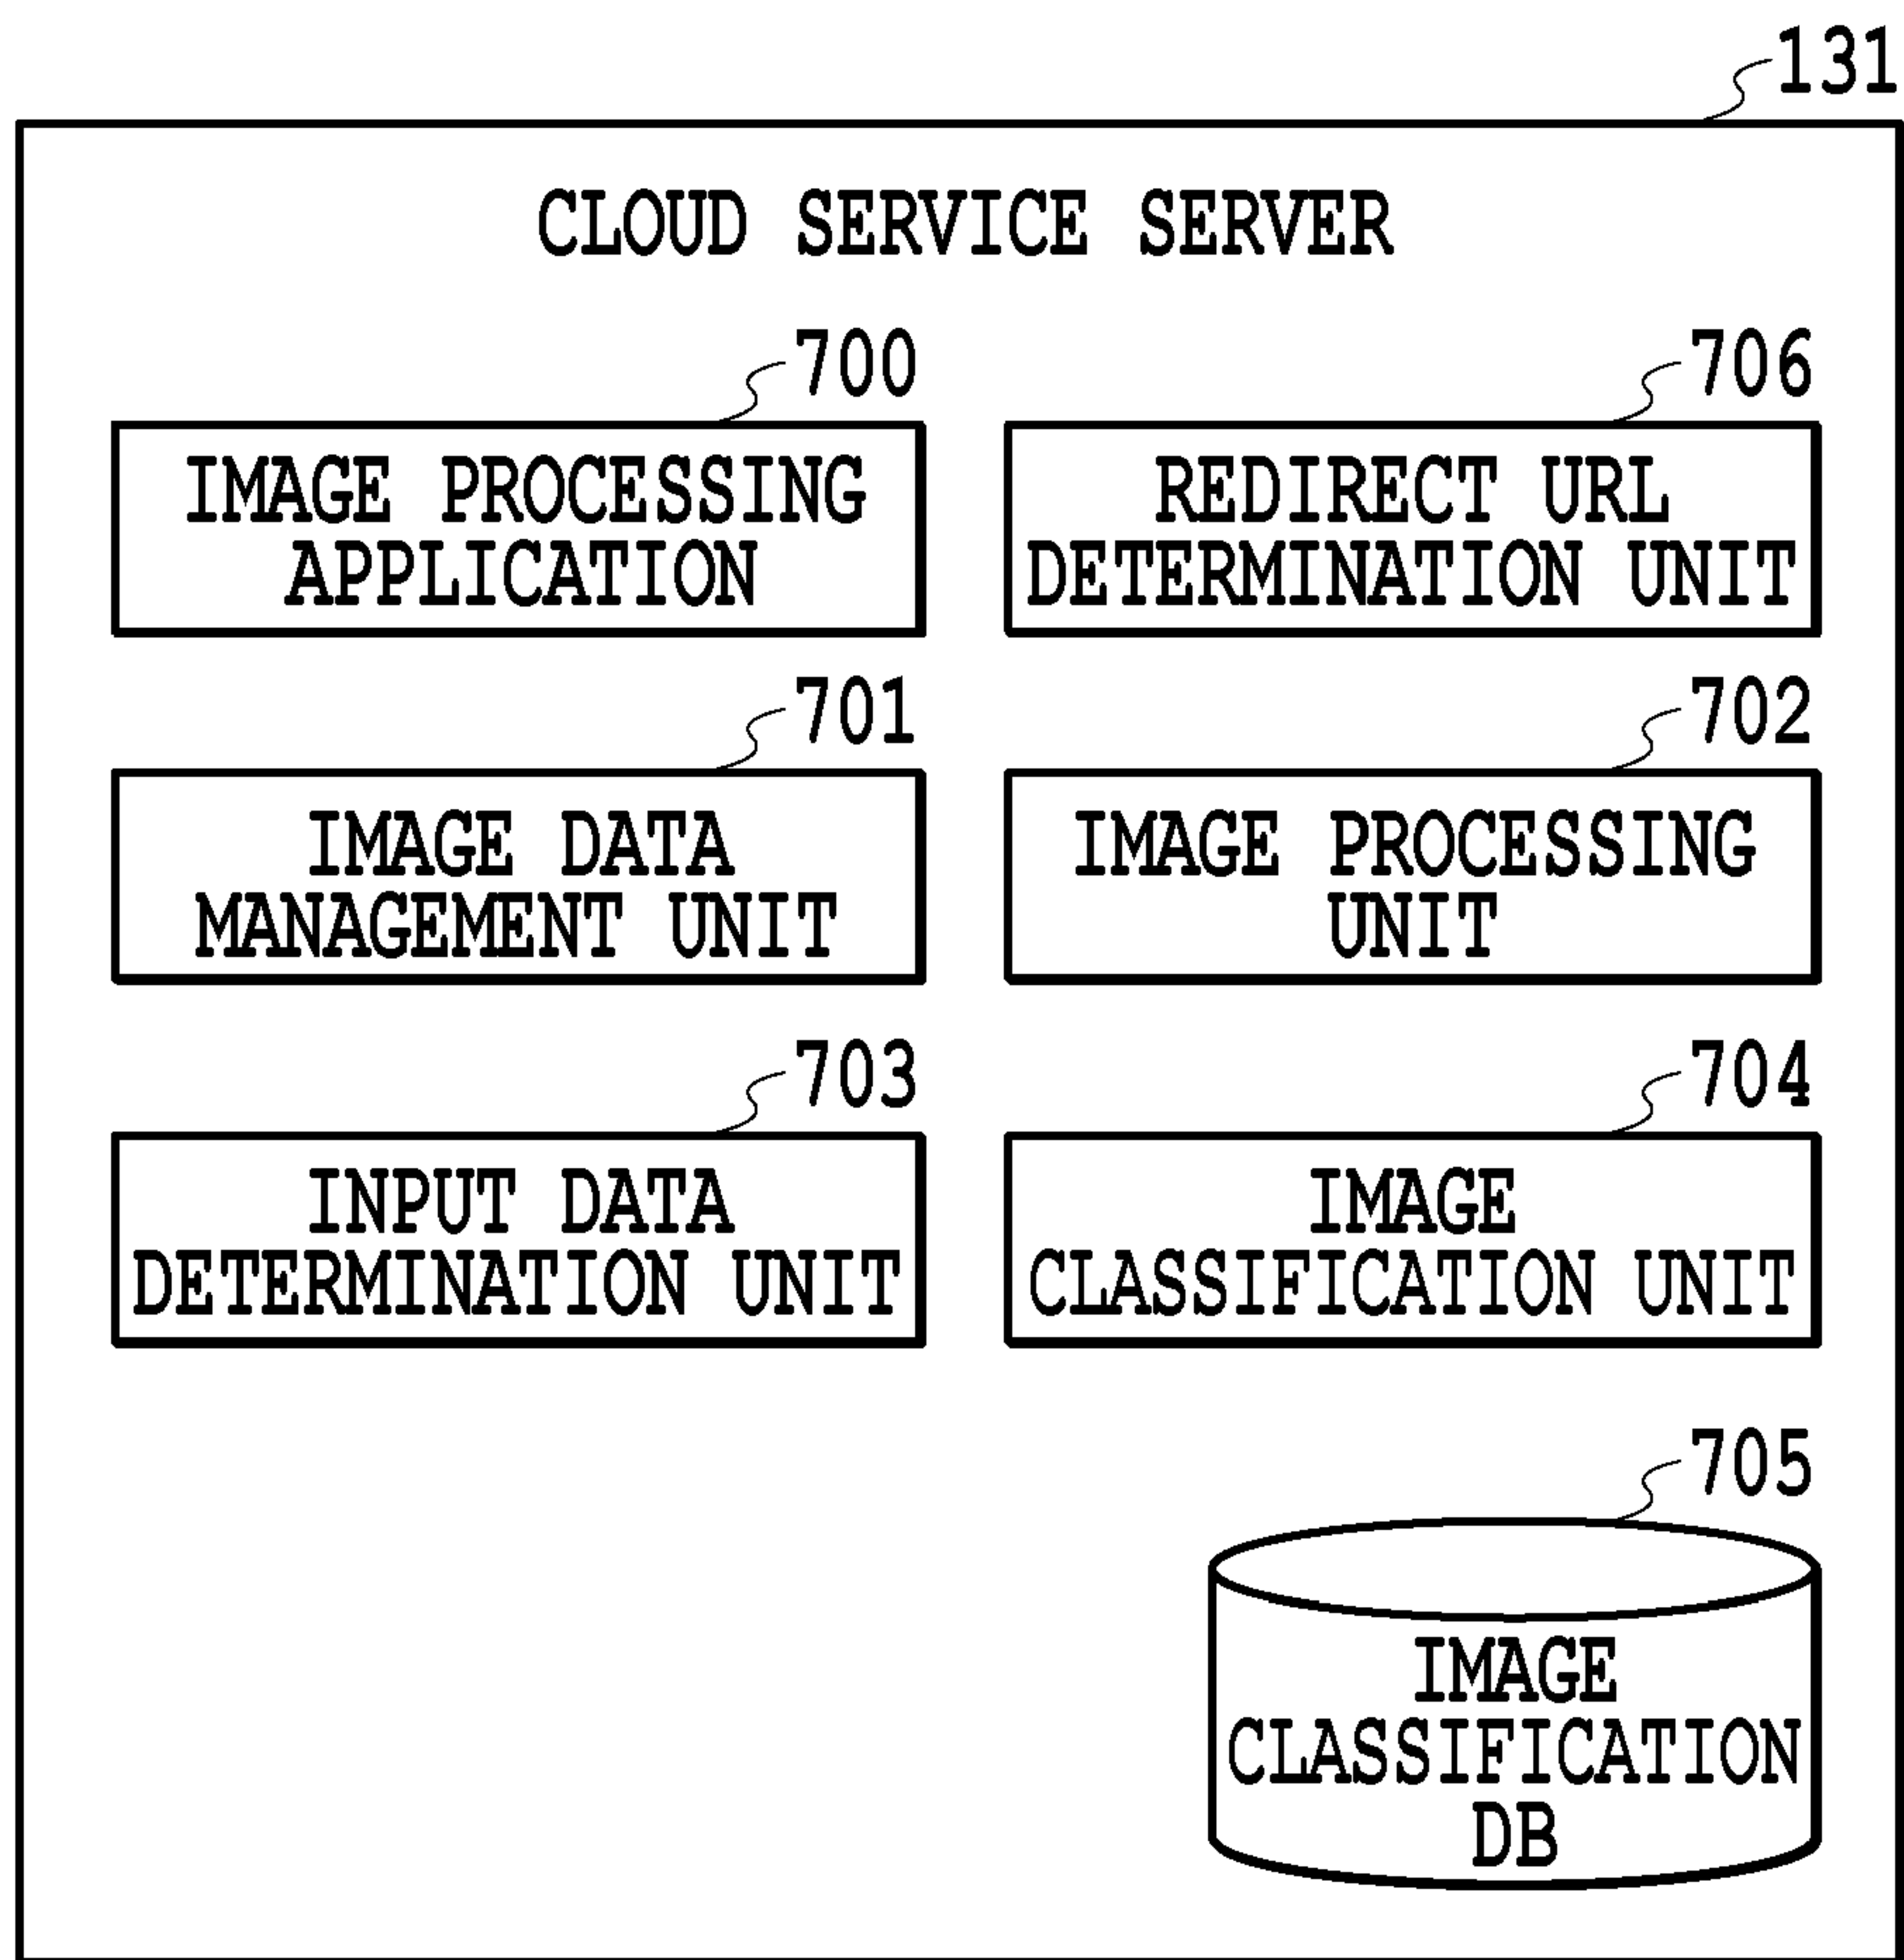 131
CLOUD SERVICE SERVER
700
IMAGE PROCESSING
APPLICATION
706
REDIRECT URL
DETERMINATION UNIT
701
IMAGE DATA
MANAGEMENT UNIT
702
IMAGE PROCESSING
UNIT
703
INPUT DATA
DETERMINATION UNIT
704
IMAGE
CLASSIFICATION UNIT
705
IMAGE
CLASSIFICATION
DB